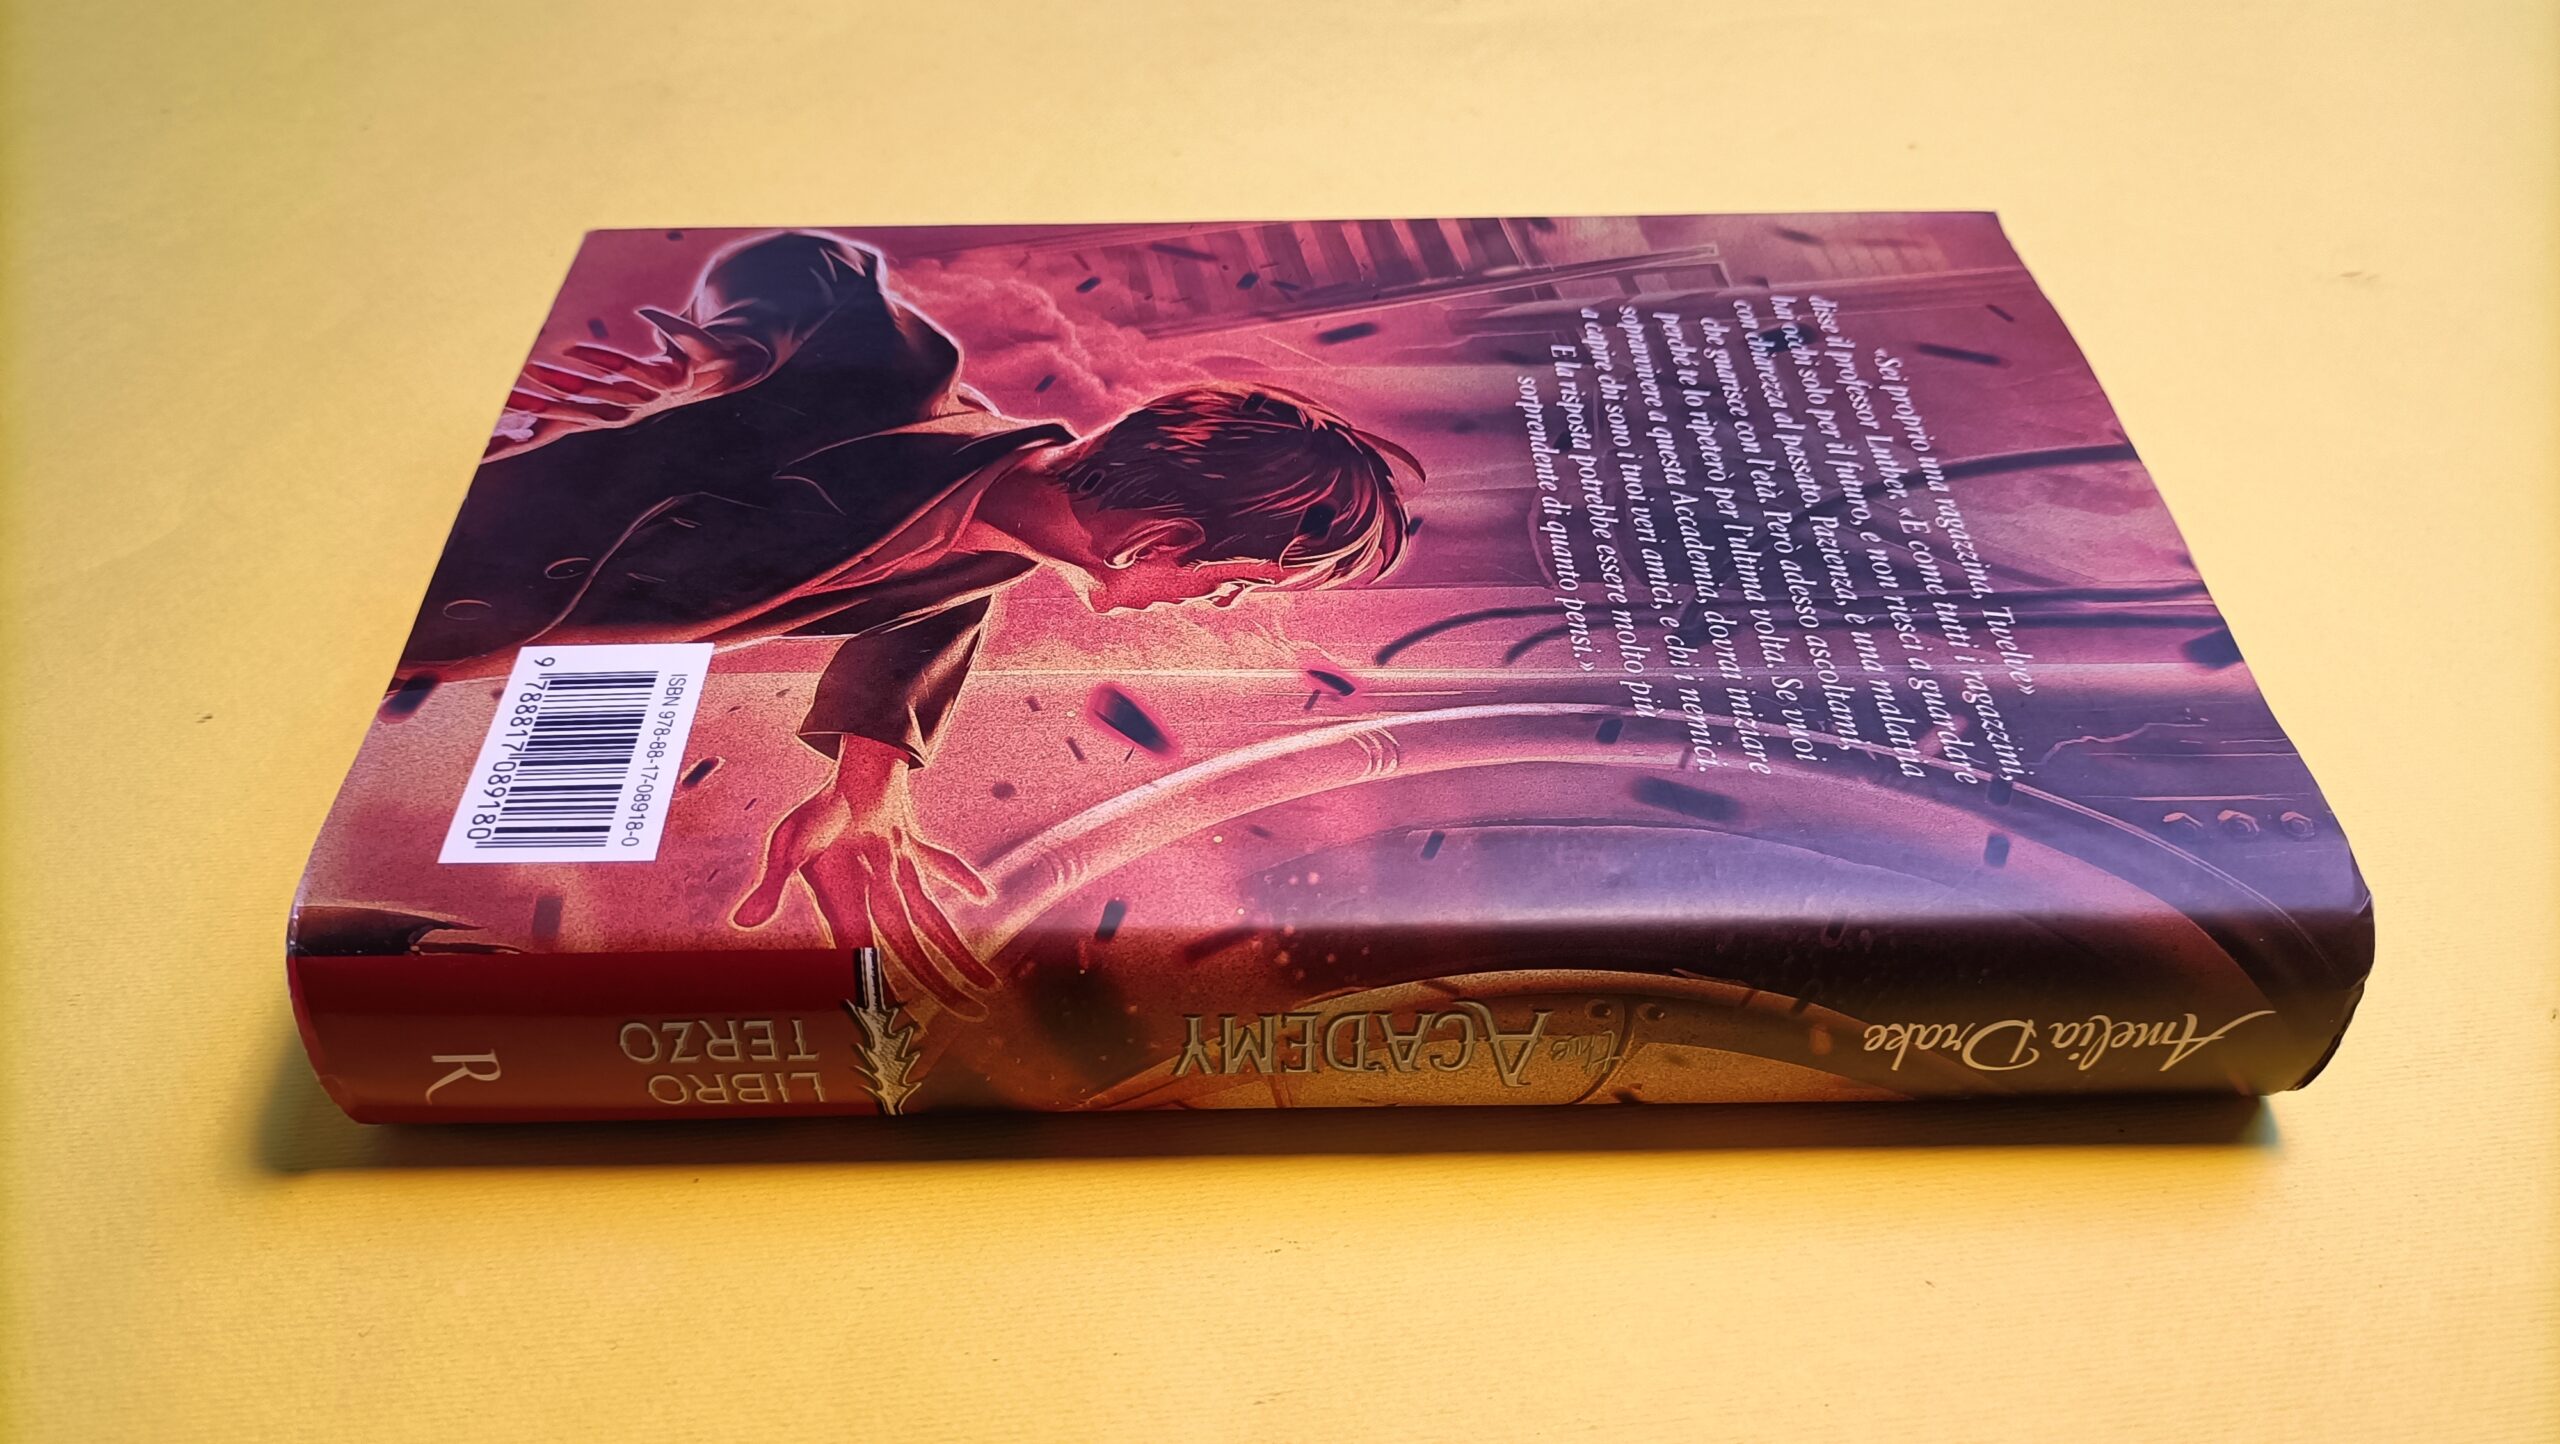 «Sei proprio una ragazzina, Twelve»
disse il professor Luther. «E come tutti i ragazzini,
hai occhi solo per il futuro, e non riesci a guardare
con chiarezza al passato. Pazienza, è una malattia
che guarisce con l'età. Però adesso ascoltami,
perché te lo ripeterò per l'ultima volta. Se vuoi
sopravvivere a questa Accademia, dovrai iniziare
a capire chi sono i tuoi veri amici, e chi i nemici.
E la risposta potrebbe essere molto più
sorprendente di quanto pensi.»
ISBN 978-88-17-08918-0
9 788817 089180
Amelia Drake
the ACADEMY
LIBRO
TERZO
R